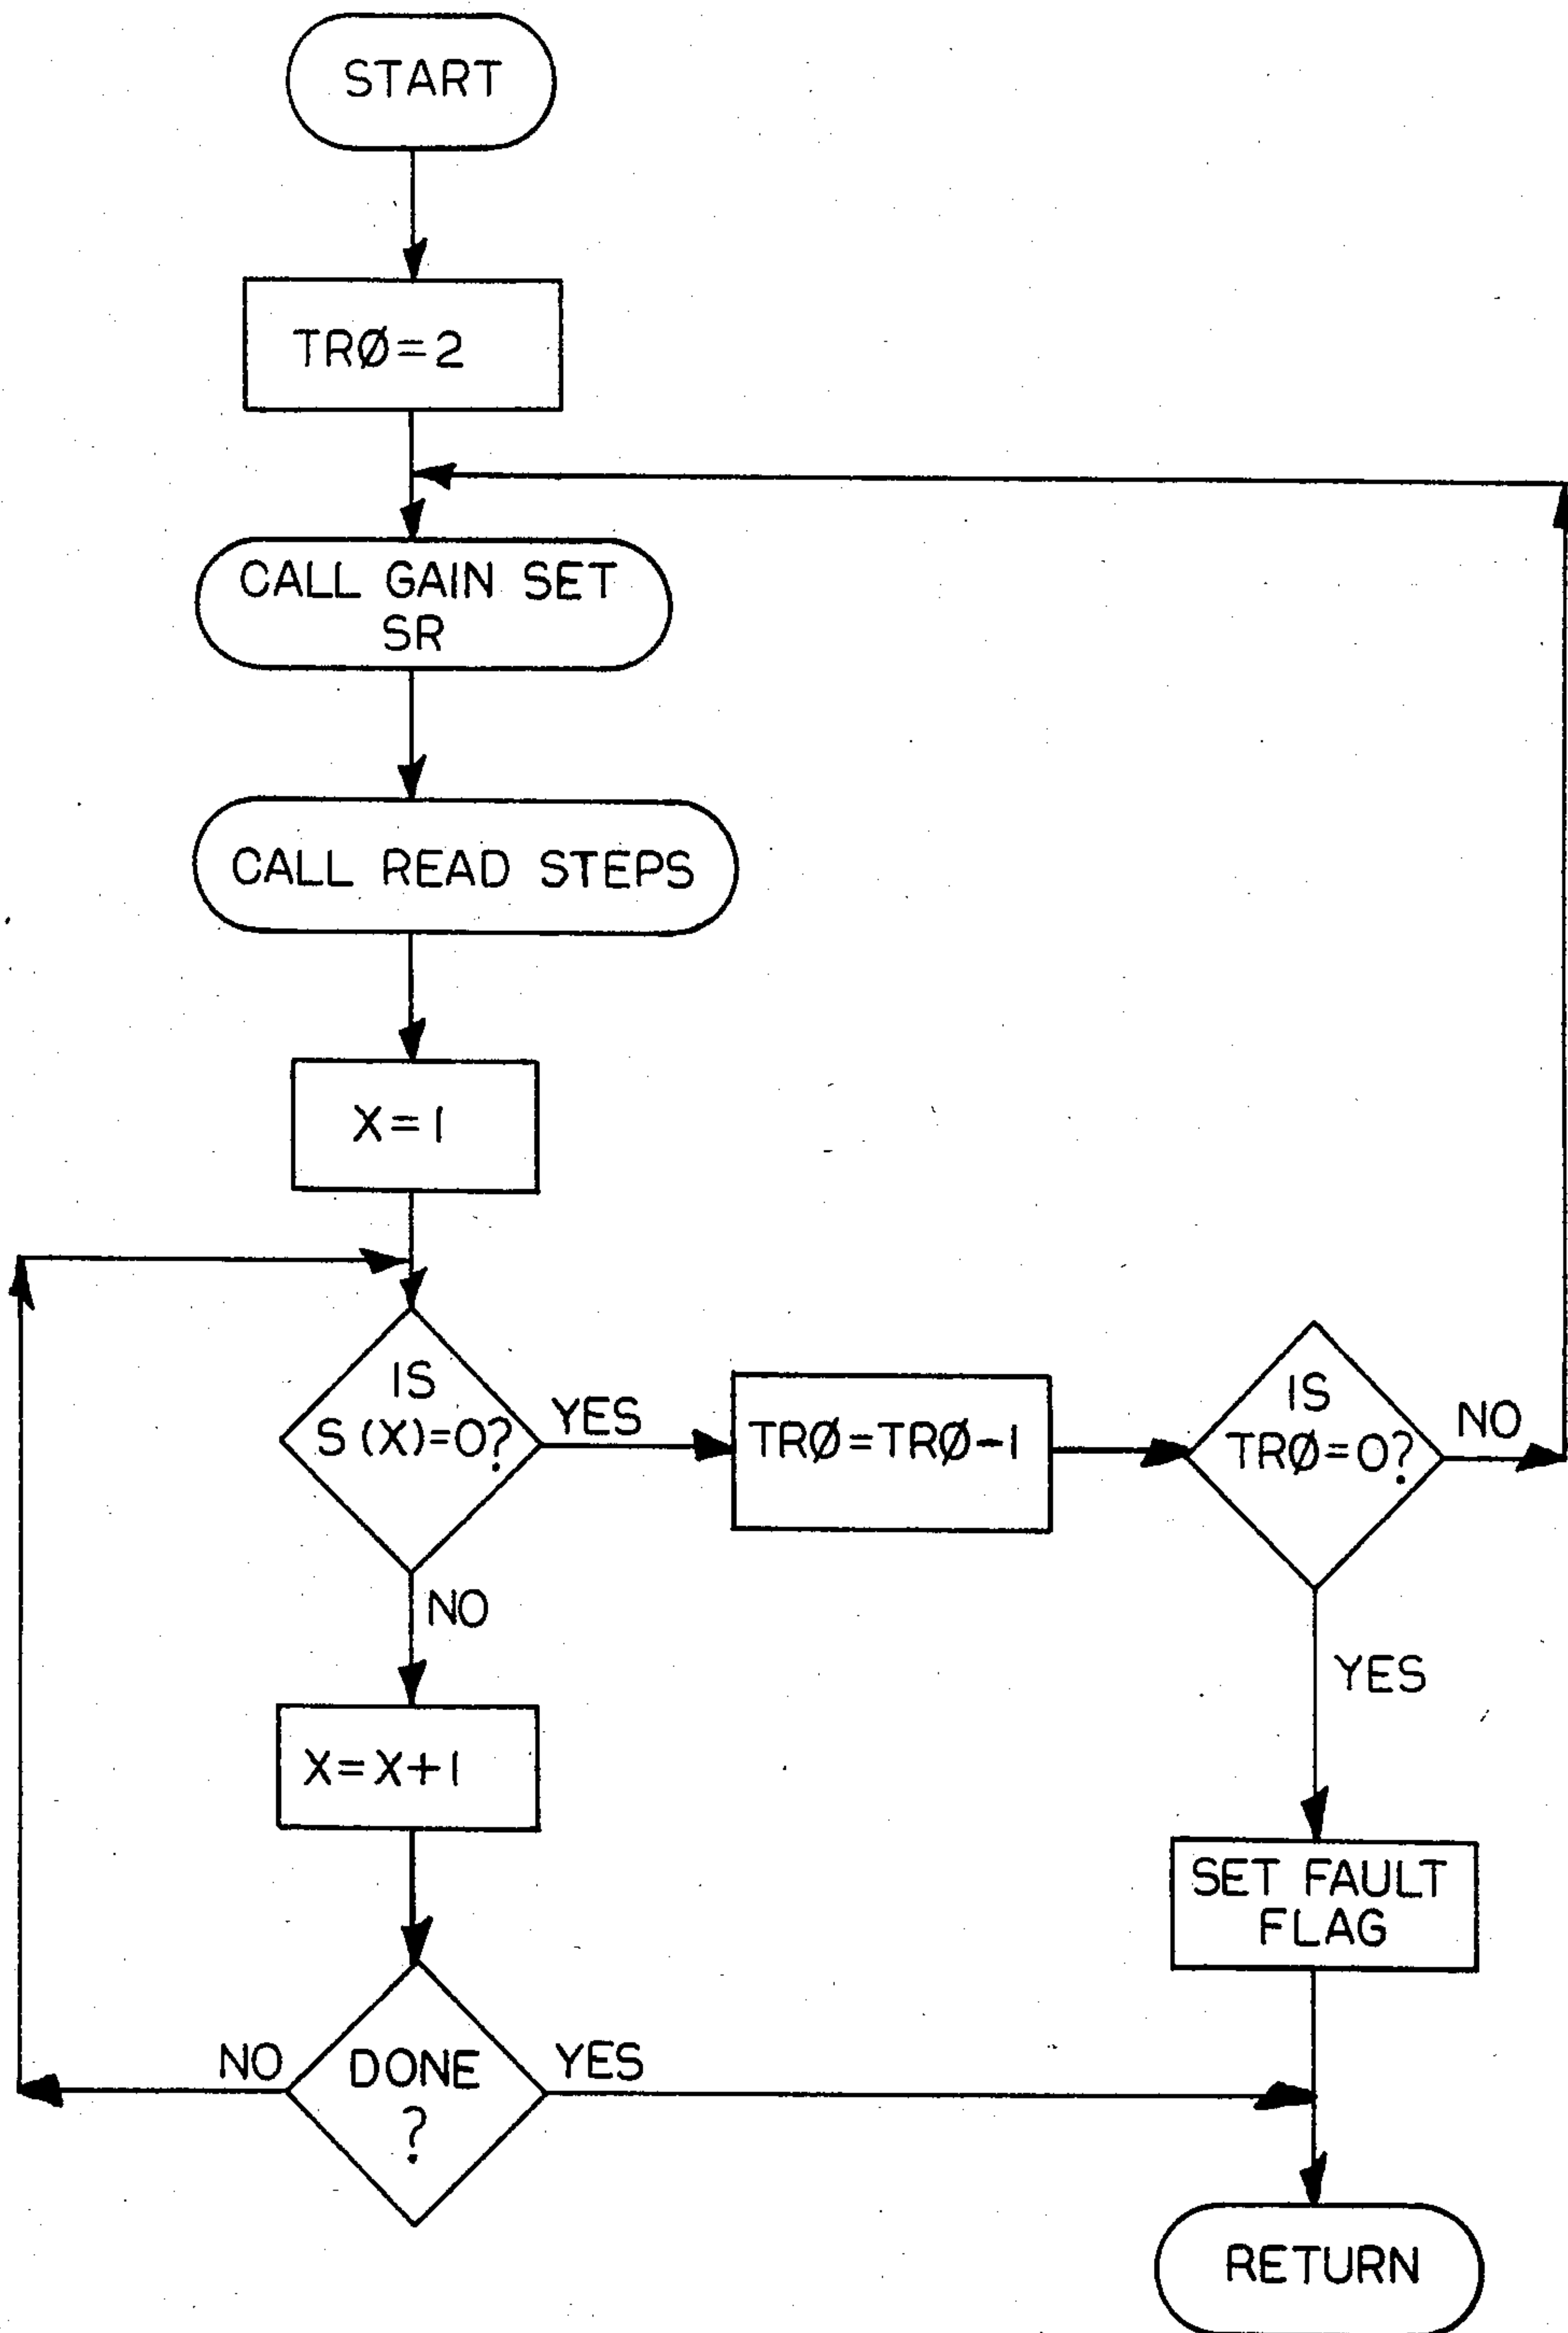 START
TRØ=2
CALL GAIN SET
SR
CALL READ STEPS
X=1
IS
S(X)=0?
YES
TRØ=TRØ-1
IS
TRØ=0?
NO
NO
YES
X=X+1
SET FAULT
FLAG
NO
DONE
?
YES
RETURN